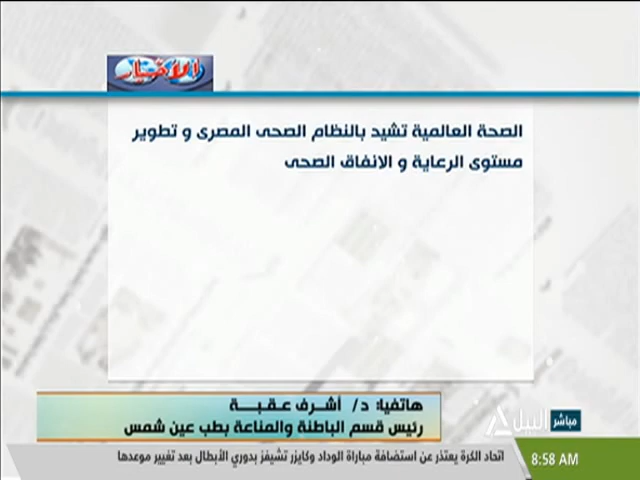 الأخبار
الصحة العالمية تشيد بالنظام الصحى المصرى و تطوير
مستوى الرعاية و الانفاق الصحى
هاتفيا: د/ أشرف عقبة
رئيس قسم الباطنة والمناعة بطب عين شمس
مباشر النيل
اتحاد الكرة يعتذر عن استضافة مباراة الوداد وكايزر تشيفز بدوري الأبطال بعد تغيير موعدها
8:58 AM